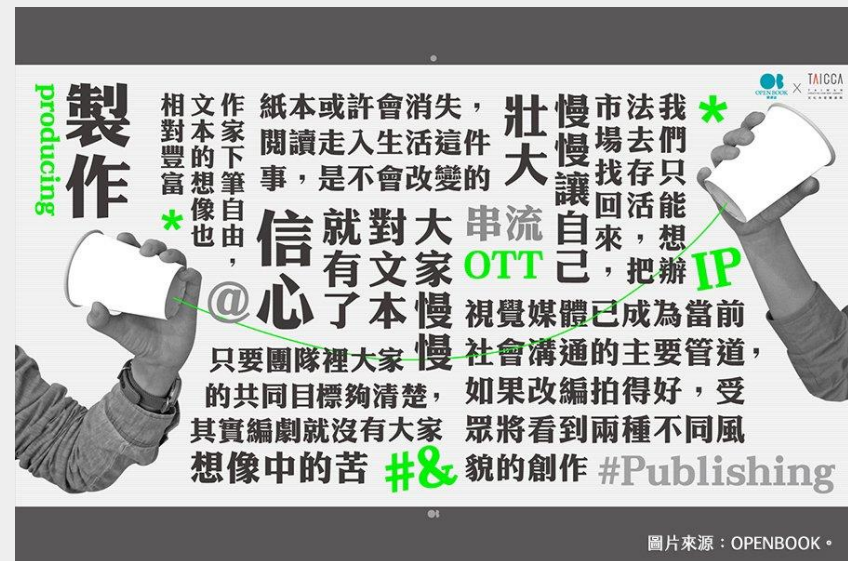 製作
producing
作家下筆自由，
文本的想像也
相對豐富
*
紙本或許會消失，
閱讀走入生活這件
事，是不會改變的
我們只能想辦
法去存活，把
市場找回來，
慢慢讓自己
壯大
*
IP
OPENBOOK
×
TAICCA
串流
OTT
大家慢慢
對文本
就有了
信心
@
只要團隊裡大家
的共同目標夠清楚，
其實編劇就沒有大家
想像中的苦
#&
視覺媒體已成為當前
社會溝通的主要管道，
如果改編拍得好，受
眾將看到兩種不同風
貌的創作
#Publishing
圖片來源：OPENBOOK。